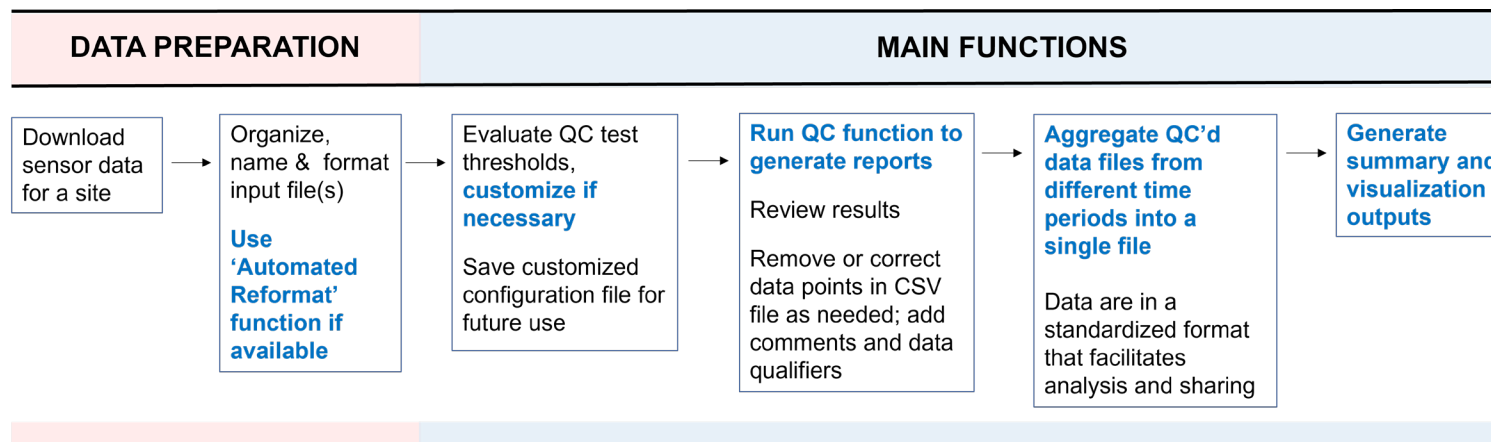 DATA PREPARATION
MAIN FUNCTIONS
Download
sensor data
for a site
Organize,
name & format
input file(s)
Use
‘Automated
Reformat’
function if
available
Evaluate QC test
thresholds,
customize if
necessary
Save customized
configuration file for
future use
Run QC function to
generate reports
Review results
Remove or correct
data points in CSV
file as needed; add
comments and data
qualifiers
Aggregate QC’d
data files from
different time
periods into a
single file
Data are in a
standardized format
that facilitates
analysis and sharing
Generate
summary and
visualization
outputs